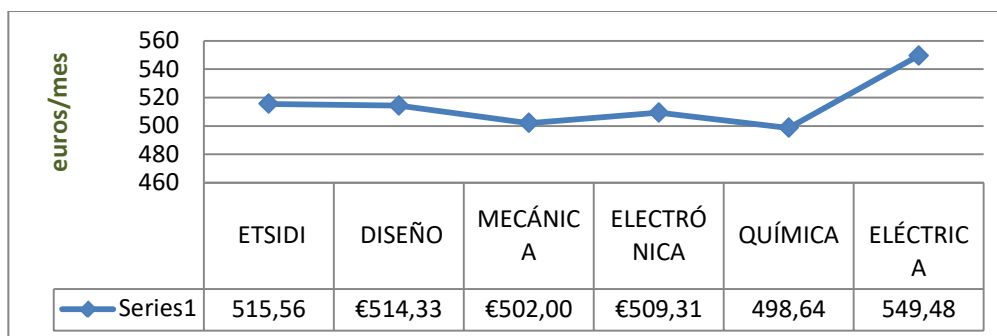 euros/mes
560
540
520
500
480
460
ETSIDI DISEÑO MECÁNIC ELECTRÓ QUÍMICA ELÉCTRIC
A NICA A
Series1 515,56 €514,33 €502,00 €509,31 498,64 549,48